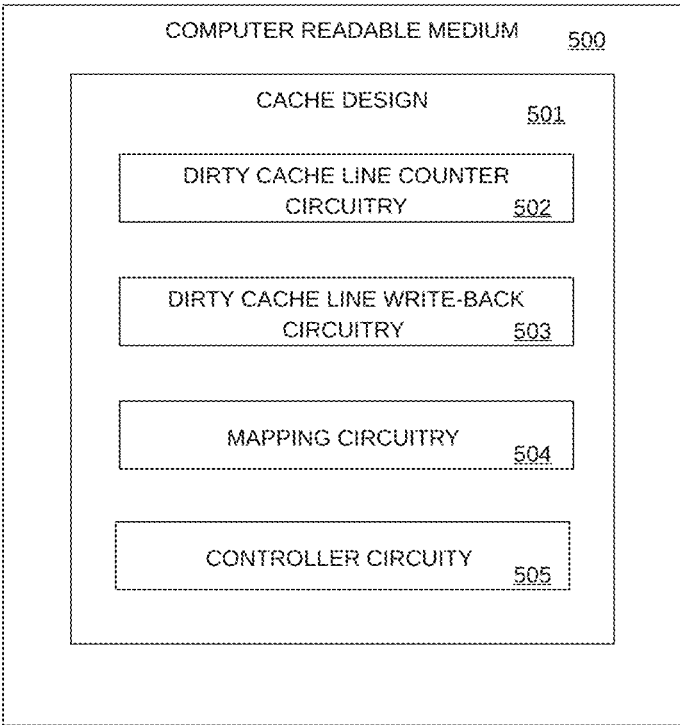 COMPUTER READABLE MEDIUM 500
CACHE DESIGN 501
DIRTY CACHE LINE COUNTER
CIRCUITRY 502
DIRTY CACHE LINE WRITE-BACK
CIRCUITRY 503
MAPPING CIRCUITRY 504
CONTROLLER CIRCUITY 505